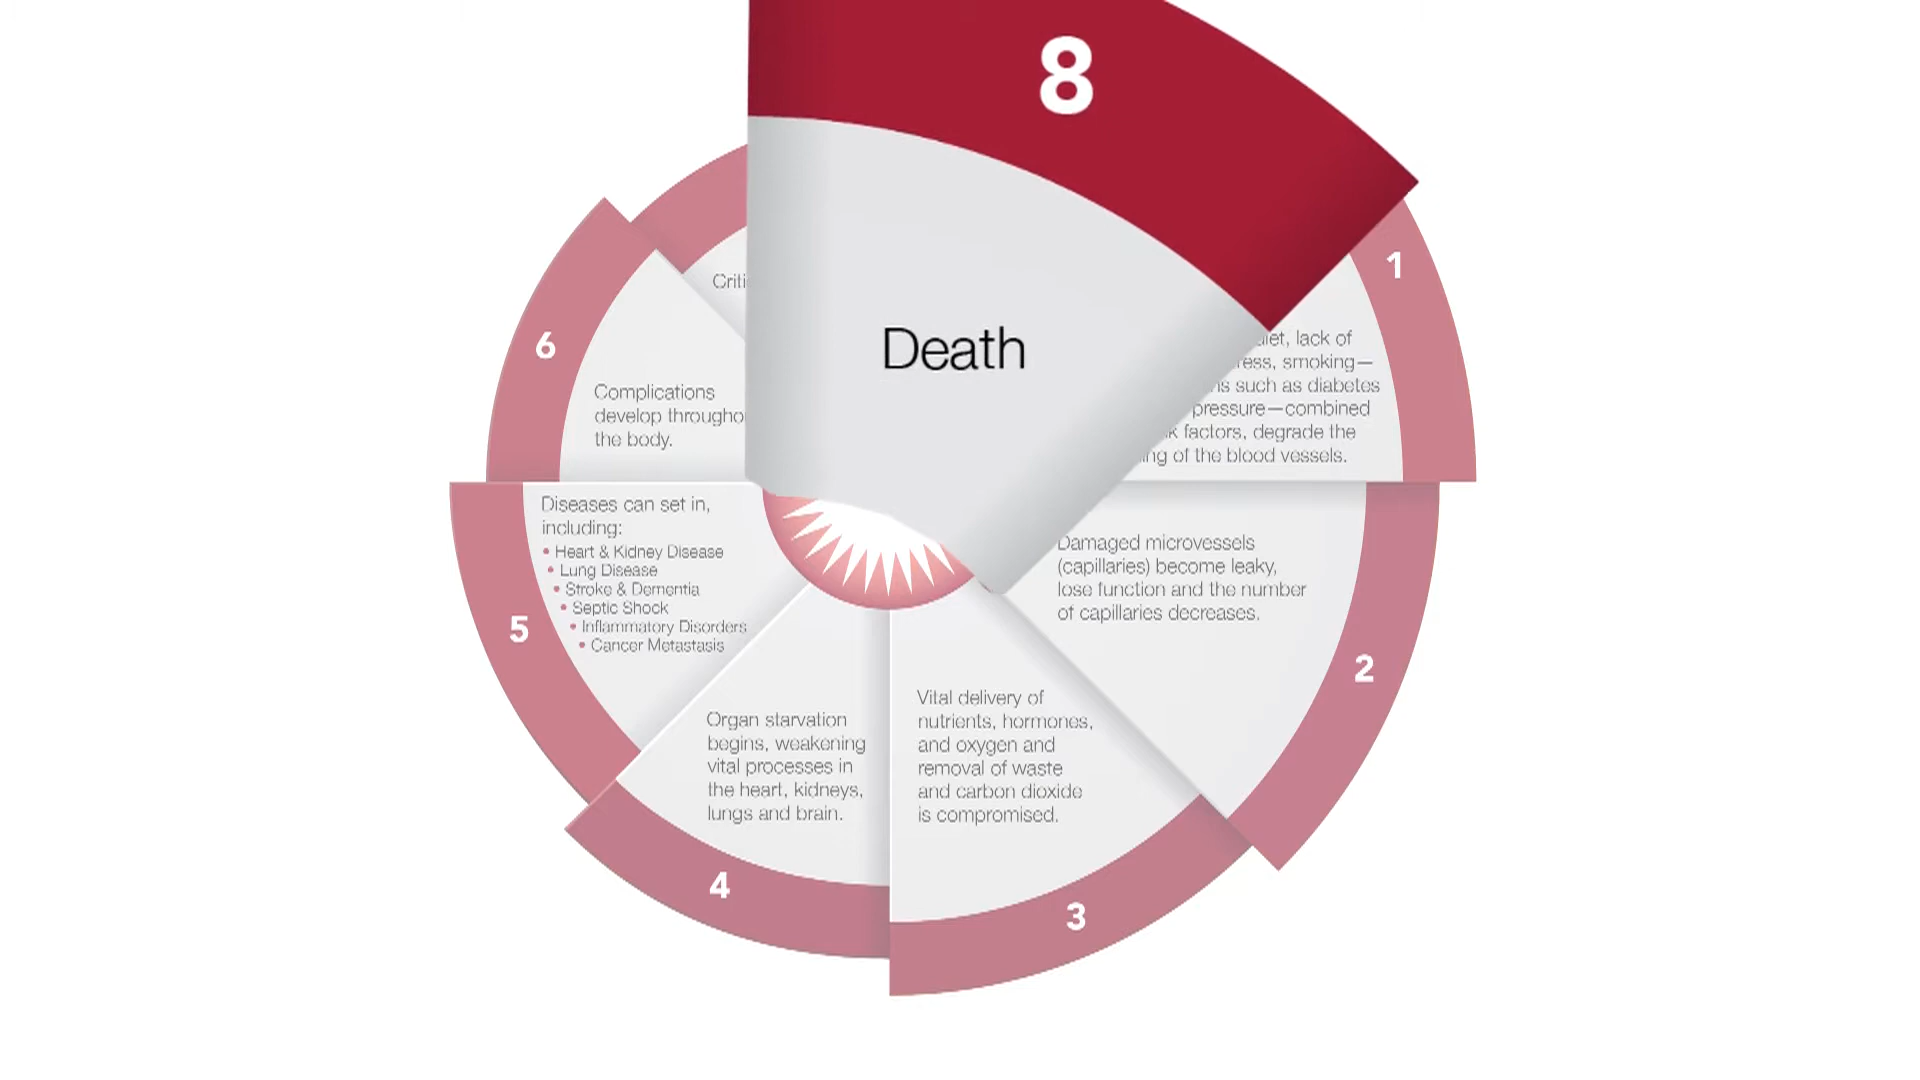 8
Death
1
lack of
smoking—
such as diabetes
pressure—combined
factors, degrade the
of the blood vessels.
2
Damaged microvessels
(capillaries) become leaky,
lose function and the number
of capillaries decreases.
3
Vital delivery of
nutrients, hormones,
and oxygen and
removal of waste
and carbon dioxide
is compromised.
4
Organ starvation
begins, weakening
vital processes in
the heart, kidneys,
lungs and brain.
5
Diseases can set in,
including:
• Heart & Kidney Disease
• Lung Disease
• Stroke & Dementia
• Septic Shock
• Inflammatory Disorders
• Cancer Metastasis
6
Complications
develop througho
the body.
Criti